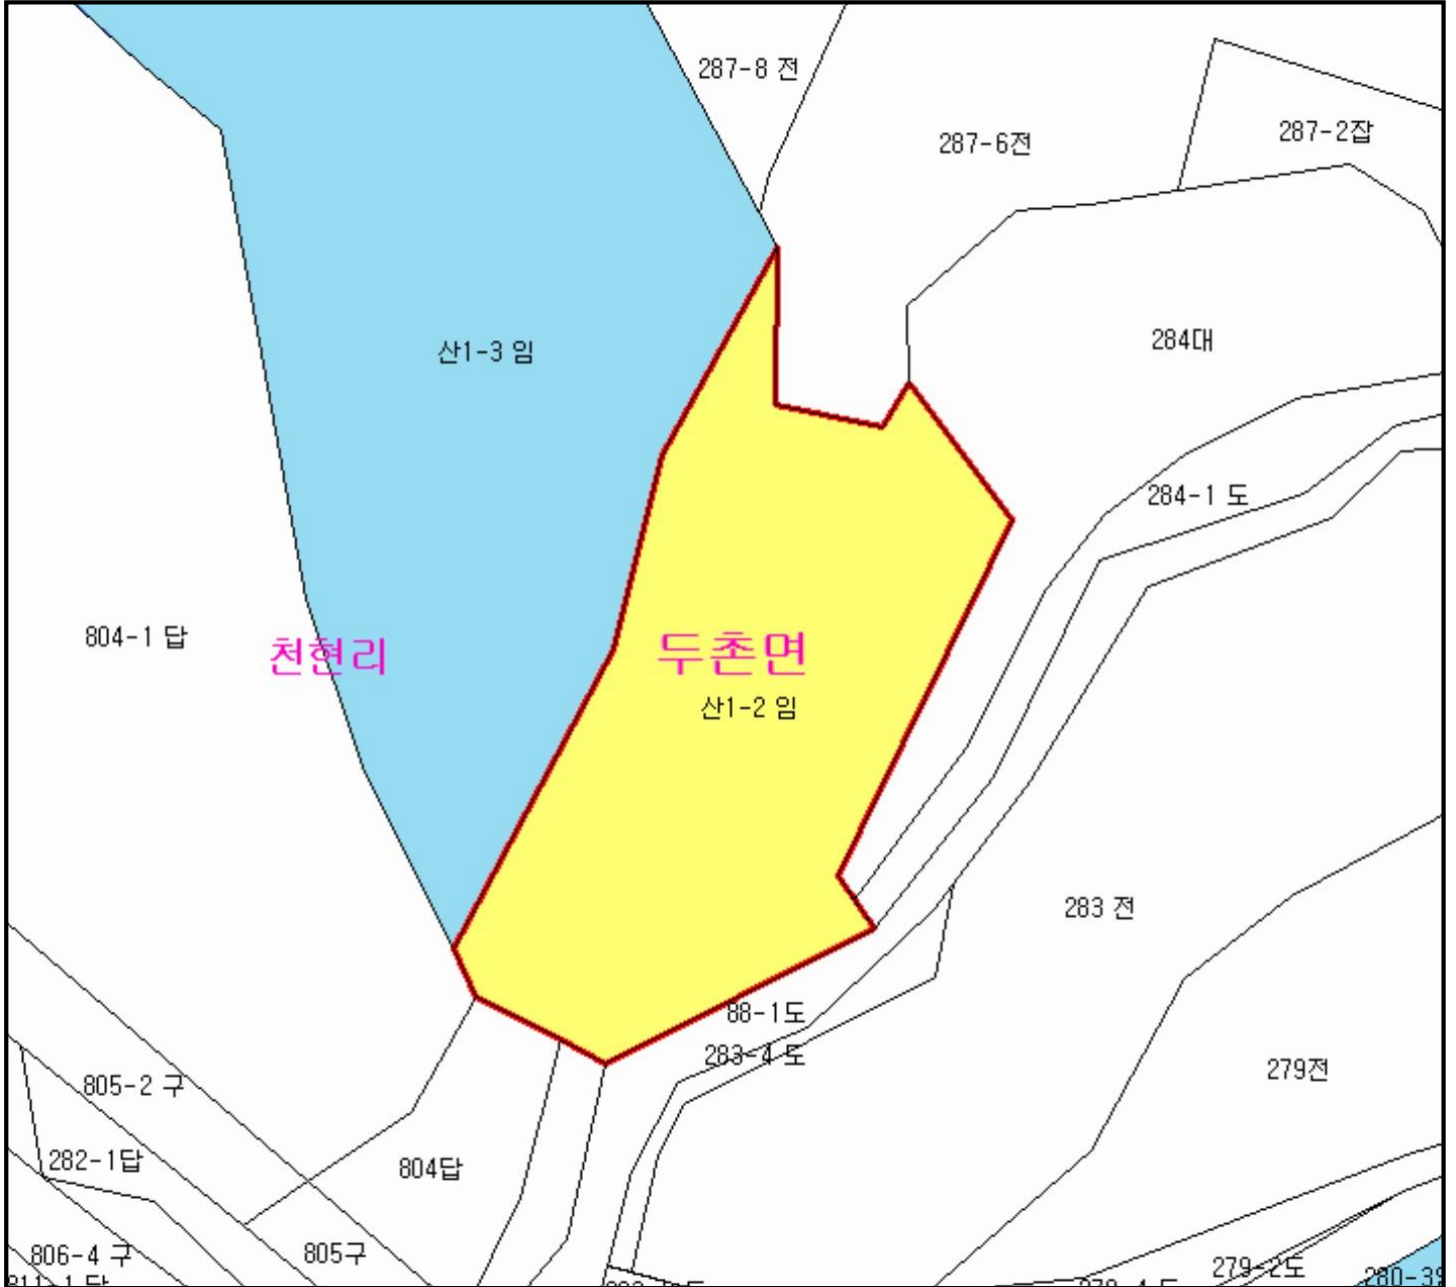 287-8 전
287-6전
287-2잡
산1-3 임
284대
284-1 도
804-1 답
천현리
두촌면
산1-2 임
283 전
88-1도
283-4 도
279전
805-2 구
282-1답
804답
806-4 구
805구
279-2도
811-1 답